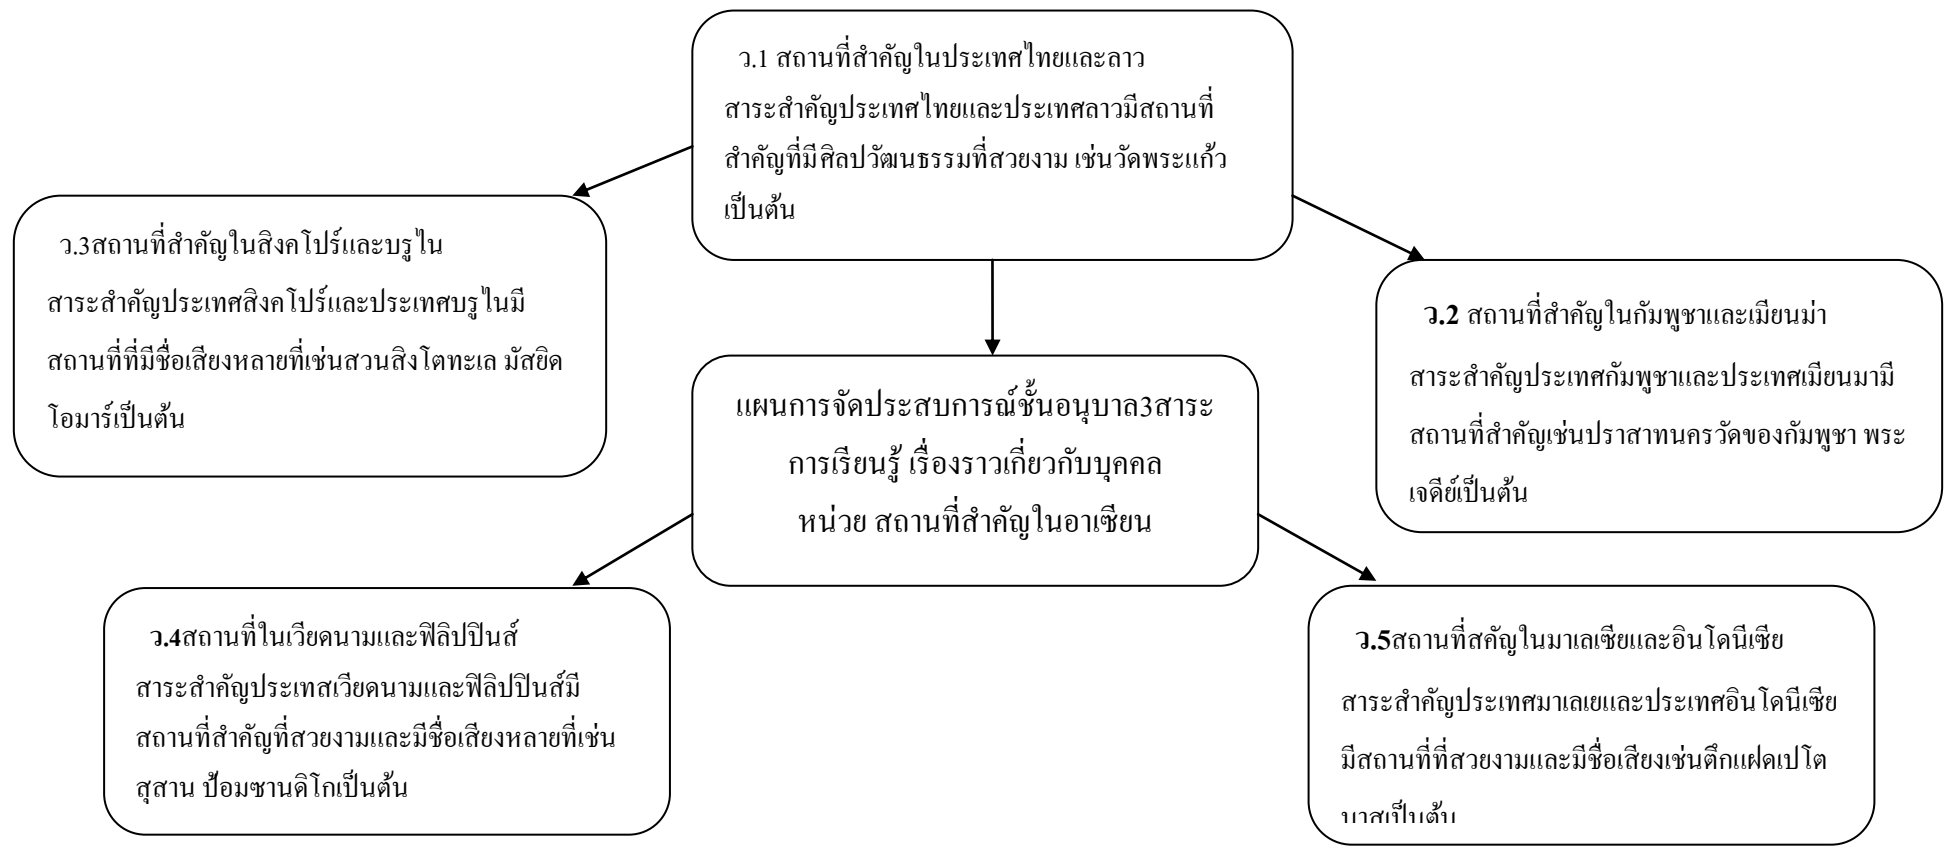 ว.1 สถานที่สำคัญในประเทศไทยและลาว
สาระสำคัญประเทศไทยและประเทศลาวมีสถานที่
สำคัญที่มีศิลปวัฒนธรรมที่สวยงาม เช่นวัดพระแก้ว
เป็นต้น
ว.3สถานที่สำคัญในสิงคโปร์และบรูไน
สาระสำคัญประเทศสิงคโปร์และประเทศบรูไนมี
สถานที่ที่มีชื่อเสียงหลายที่เช่นสวนสิงโตทะเล มัสยิด
โอมาร์เป็นต้น
ว.2 สถานที่สำคัญในกัมพูชาและเมียนม่า
สาระสำคัญประเทศกัมพูชาและประเทศเมียนมามี
สถานที่สำคัญเช่นปราสาทนครวัดของกัมพูชา พระ
เจดีย์เป็นต้น
แผนการจัดประสบการณ์ชั้นอนุบาล3สาระ
การเรียนรู้ เรื่องราวเกี่ยวกับบุคคล
หน่วย สถานที่สำคัญในอาเซียน
ว.4สถานที่ในเวียดนามและฟิลิปปินส์
สาระสำคัญประเทสเวียดนามและฟิลิปปินส์มี
สถานที่สำคัญที่สวยงามและมีชื่อเสียงหลายที่เช่น
สุสาน ป้อมซานดิโกเป็นต้น
ว.5สถานที่สคัญในมาเลเซียและอินโดนีเซีย
สาระสำคัญประเทศมาเลเยและประเทศอินโดนีเซีย
มีสถานที่ที่สวยงามและมีชื่อเสียงเช่นตึกแฝดเปโต
นาสเป็นต้น